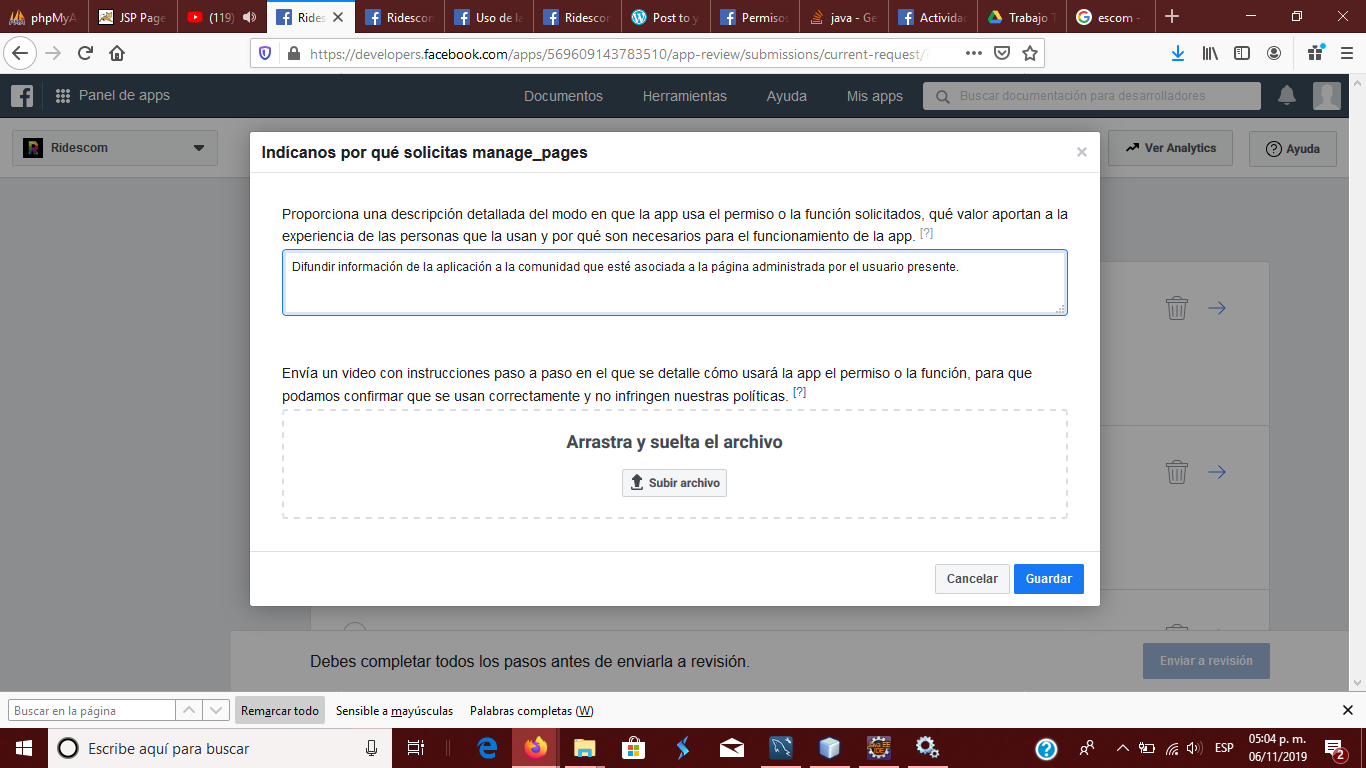 phpMyA
JSP Page
(119)
Rides
Ridescon
Uso de la
Ridescor
Post to y
Permisos
java - Ge
Actividad
Trabajo T
escom -
https://developers.facebook.com/apps/569609143783510/app-review/submissions/current-request/
Panel de apps
Documentos
Herramientas
Ayuda
Mis apps
Buscar documentación para desarrolladores
Ridescom
Ver Analytics
Ayuda
Indícanos por qué solicitas manage_pages
Proporciona una descripción detallada del modo en que la app usa el permiso o la función solicitados, qué valor aportan a la
experiencia de las personas que la usan y por qué son necesarios para el funcionamiento de la app. [?]
Difundir información de la aplicación a la comunidad que esté asociada a la página administrada por el usuario presente.
Envía un video con instrucciones paso a paso en el que se detalle cómo usará la app el permiso o la función, para que
podamos confirmar que se usan correctamente y no infringen nuestras políticas. [?]
Arrastra y suelta el archivo
Subir archivo
Cancelar
Guardar
Debes completar todos los pasos antes de enviarla a revisión.
Enviar a revisión
Buscar en la página
Remarcar todo
Sensible a mayúsculas
Palabras completas (W)
Escribe aquí para buscar
ESP
05:04 p. m.
06/11/2019
2